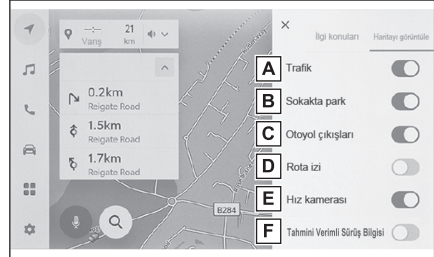 --:--
Varış
21
km
0.2km
Reigate Road
1.5km
Reigate Road
1.7km
Reigate Road
B284
İlgi konuları
Haritayı görüntüle
A Trafik
B Sokakta park
C Otoyol çıkışları
D Rota izi
E Hız kamerası
F Tahmini Verimli Sürüş Bilgisi